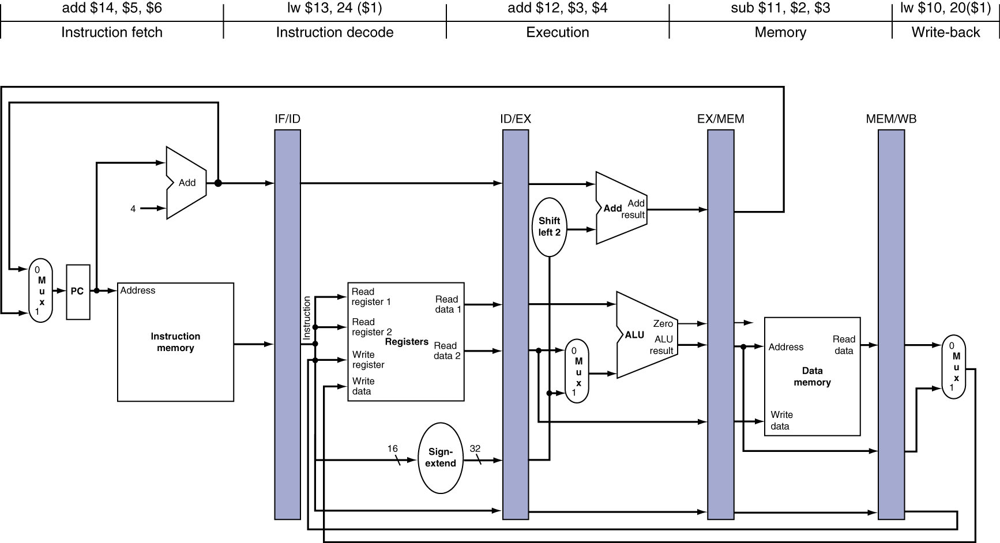 add $14, $5, $6
lw $13, 24 ($1)
add $12, $3, $4
sub $11, $2, $3
lw $10, 20($1)
Instruction fetch
Instruction decode
Execution
Memory
Write-back
IF/ID
ID/EX
EX/MEM
MEM/WB
Add
4
0
M
u
x
1
PC
Address
Instruction
memory
Instruction
Read
register 1
Read
register 2
Write
register
Write
data
Registers
Read
data 1
Read
data 2
16
Sign-
extend
32
Shift
left 2
Add
Add
result
0
M
u
x
1
ALU
Zero
ALU
result
Address
Read
data
Data
memory
Write
data
0
M
u
x
1